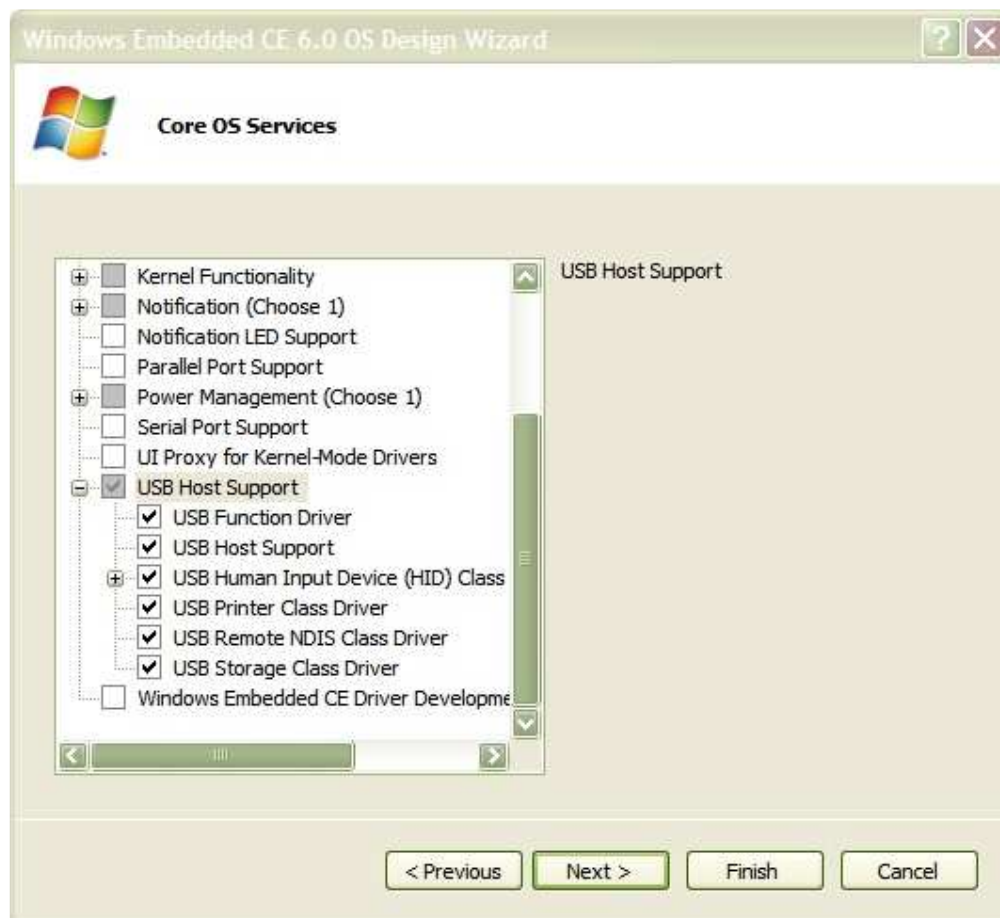 Windows Embedded CE 6.0 OS Design Wizard
Core OS Services
Kernel Functionality
USB Host Support
Notification (Choose 1)
Notification LED Support
Parallel Port Support
Power Management (Choose 1)
Serial Port Support
UI Proxy for Kernel-Mode Drivers
USB Host Support
USB Function Driver
USB Host Support
USB Human Input Device (HID) Class
USB Printer Class Driver
USB Remote NDIS Class Driver
USB Storage Class Driver
Windows Embedded CE Driver Developme
< Previous
Next >
Finish
Cancel